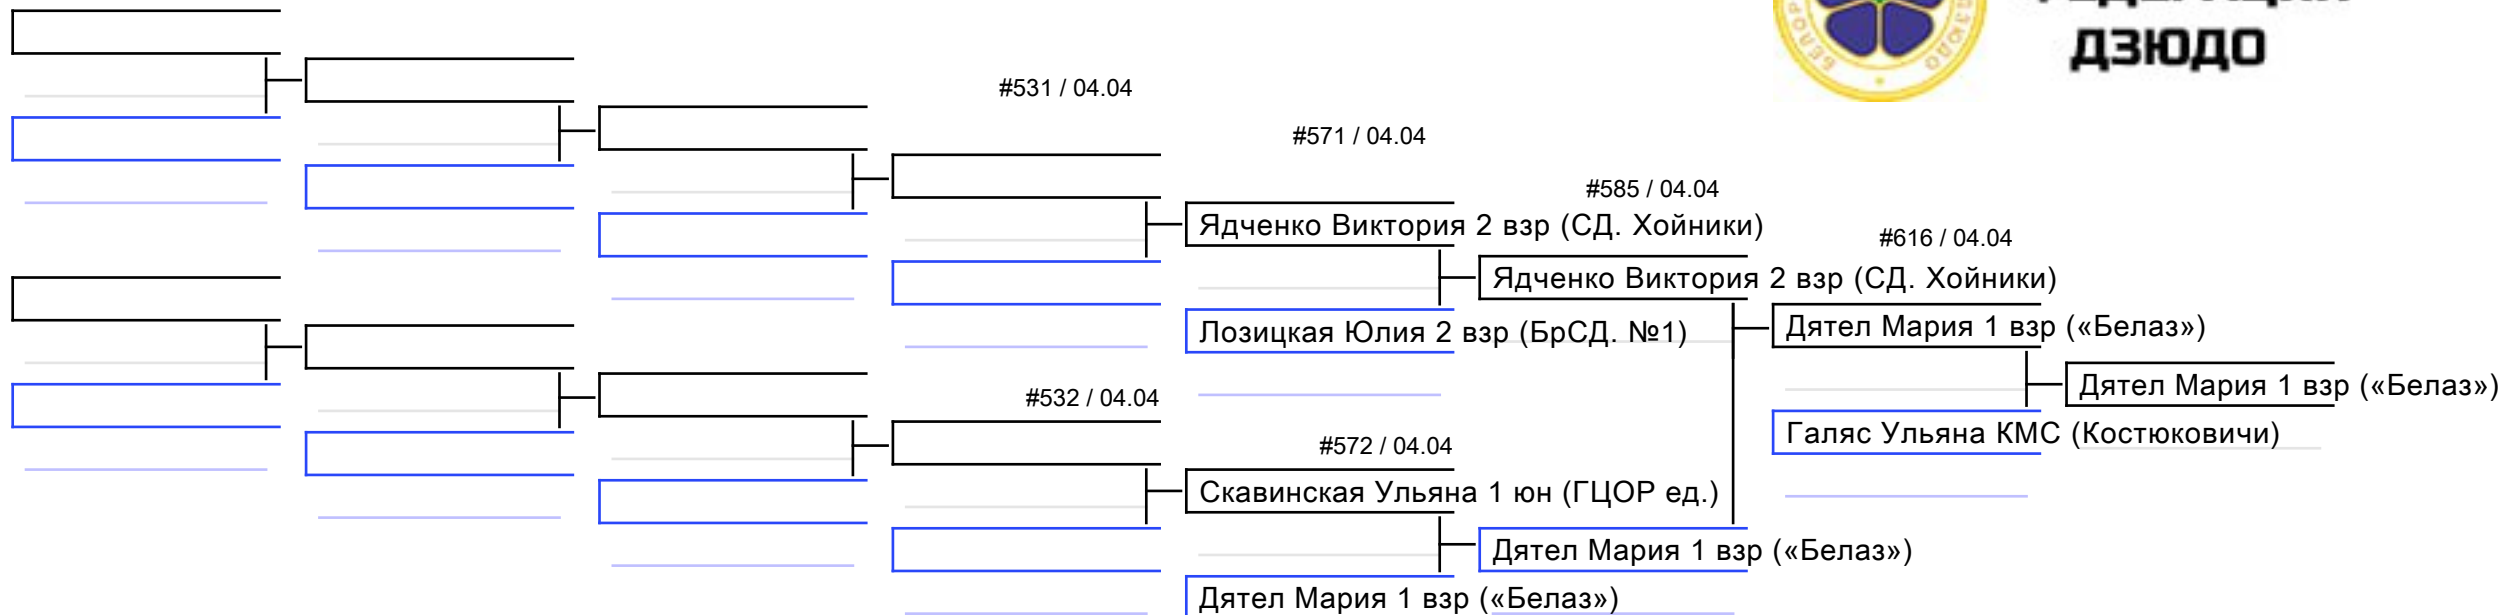 ДЗЮДО
#531 / 04.04
#571 / 04.04
#585 / 04.04
Ядченко Виктория 2 взр (СД. Хойники)
#616 / 04.04
Ядченко Виктория 2 взр (СД. Хойники)
Дятел Мария 1 взр («Белаз»)
Лозицкая Юлия 2 взр (БрСД. №1)
Дятел Мария 1 взр («Белаз»)
#532 / 04.04
Галяс Ульяна КМС (Костюковичи)
#572 / 04.04
Скавинская Ульяна 1 юн (ГЦОР ед.)
Дятел Мария 1 взр («Белаз»)
Дятел Мария 1 взр («Белаз»)